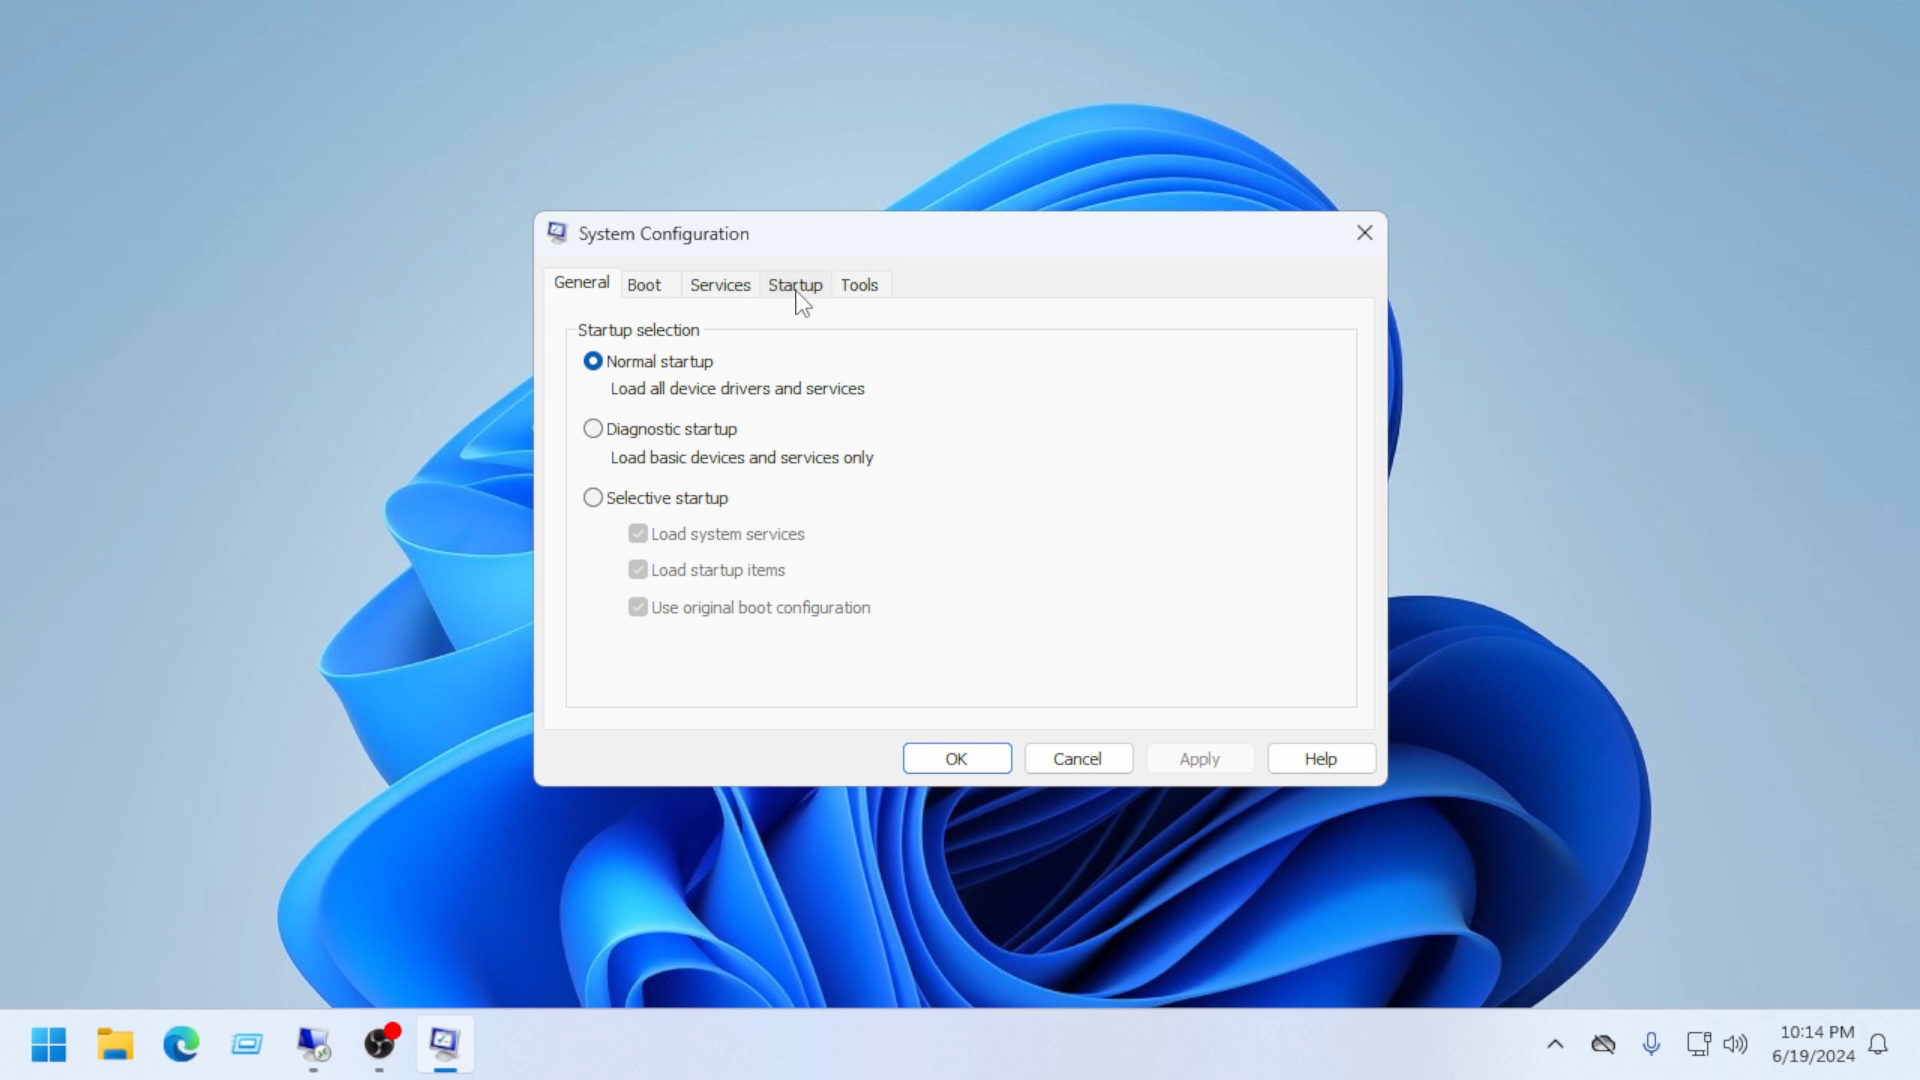 System Configuration
General Boot Services Startup Tools
Startup selection
Normal startup
Load all device drivers and services
Diagnostic startup
Load basic devices and services only
Selective startup
Load system services
Load startup items
Use original boot configuration
OK Cancel Apply Help
10:14 PM
6/19/2024